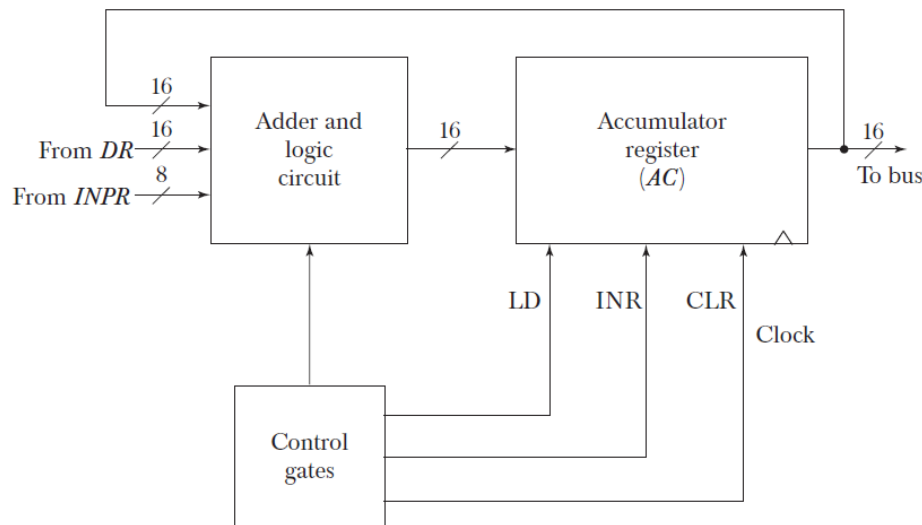 16
16
From DR
8
From INPR
Adder and
logic
circuit
16
Accumulator
register
(AC)
16
To bus
LD
INR
CLR
Clock
Control
gates